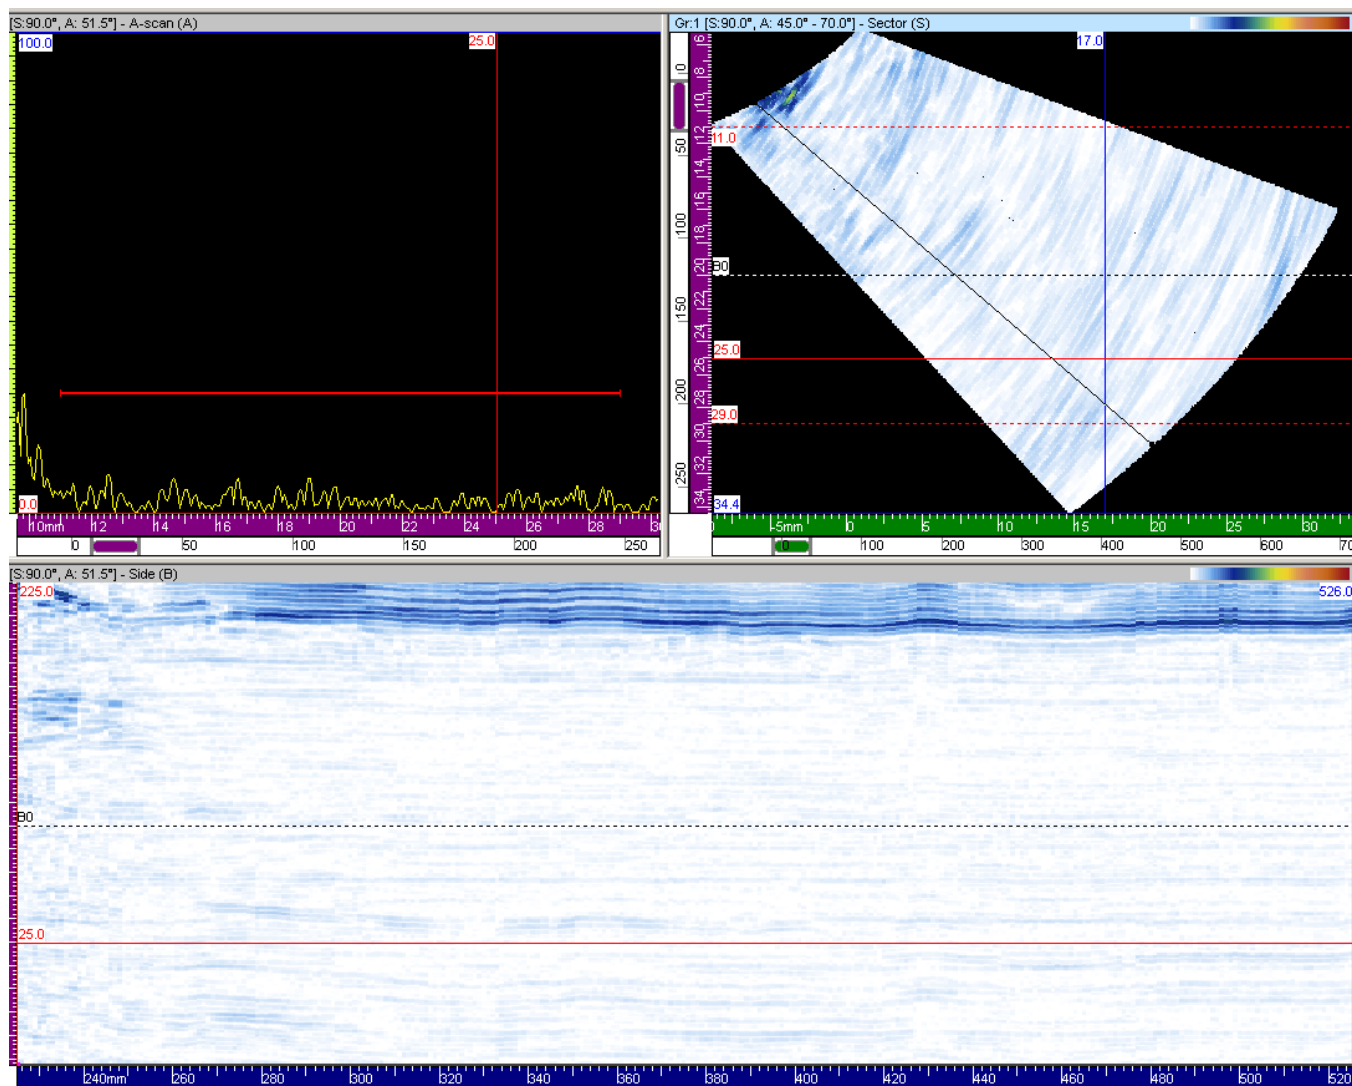 [S:90.0°, A: 51.5°] - A-scan (A)
100.0
25.0
0.0
10mm 12 14 16 18 20 22 24 26 28 30
0 50 100 150 200 250
Gr:1 [S:90.0°, A: 45.0° - 70.0°] - Sector (S)
17.0
0 50 100 150 200 250
6 8 10 12 14 16 18 20 22 24 26 28 30 32 34
11.0
B0
25.0
29.0
34.4
-5mm 0 5 10 15 20 25 30
0 100 200 300 400 500 600 70
[S:90.0°, A: 51.5°] - Side (B)
225.0
526.0
B0
25.0
240mm 260 280 300 320 340 360 380 400 420 440 460 480 500 520